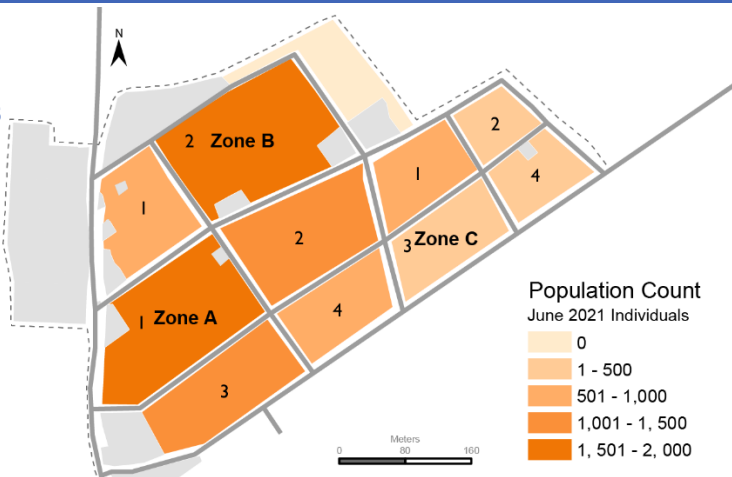 N
2 Zone B
2
1
1
4
2
3 Zone C
1 Zone A
4
3
Population Count
June 2021 Individuals
0
1 - 500
501 - 1,000
1,001 - 1, 500
1, 501 - 2, 000
Meters
0 80 160